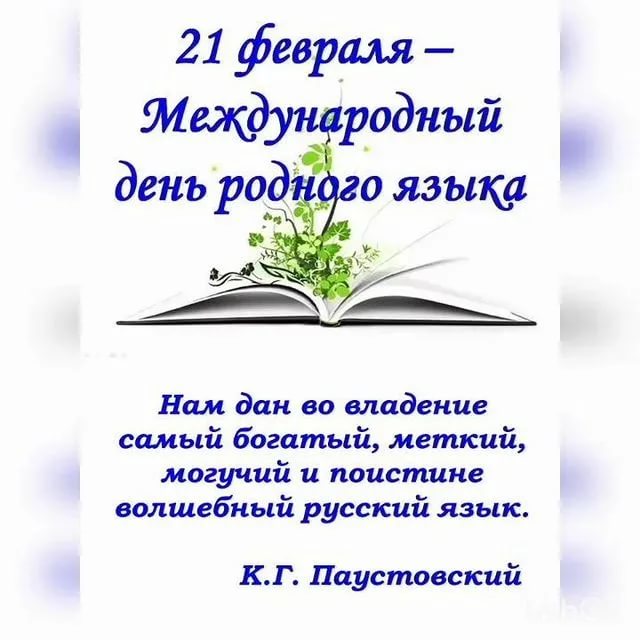 21 февраля –
Международный
день родного языка
Нам дан во владение
самый богатый, меткий,
могучий и поистине
волшебный русский язык.
К.Г. Паустовский